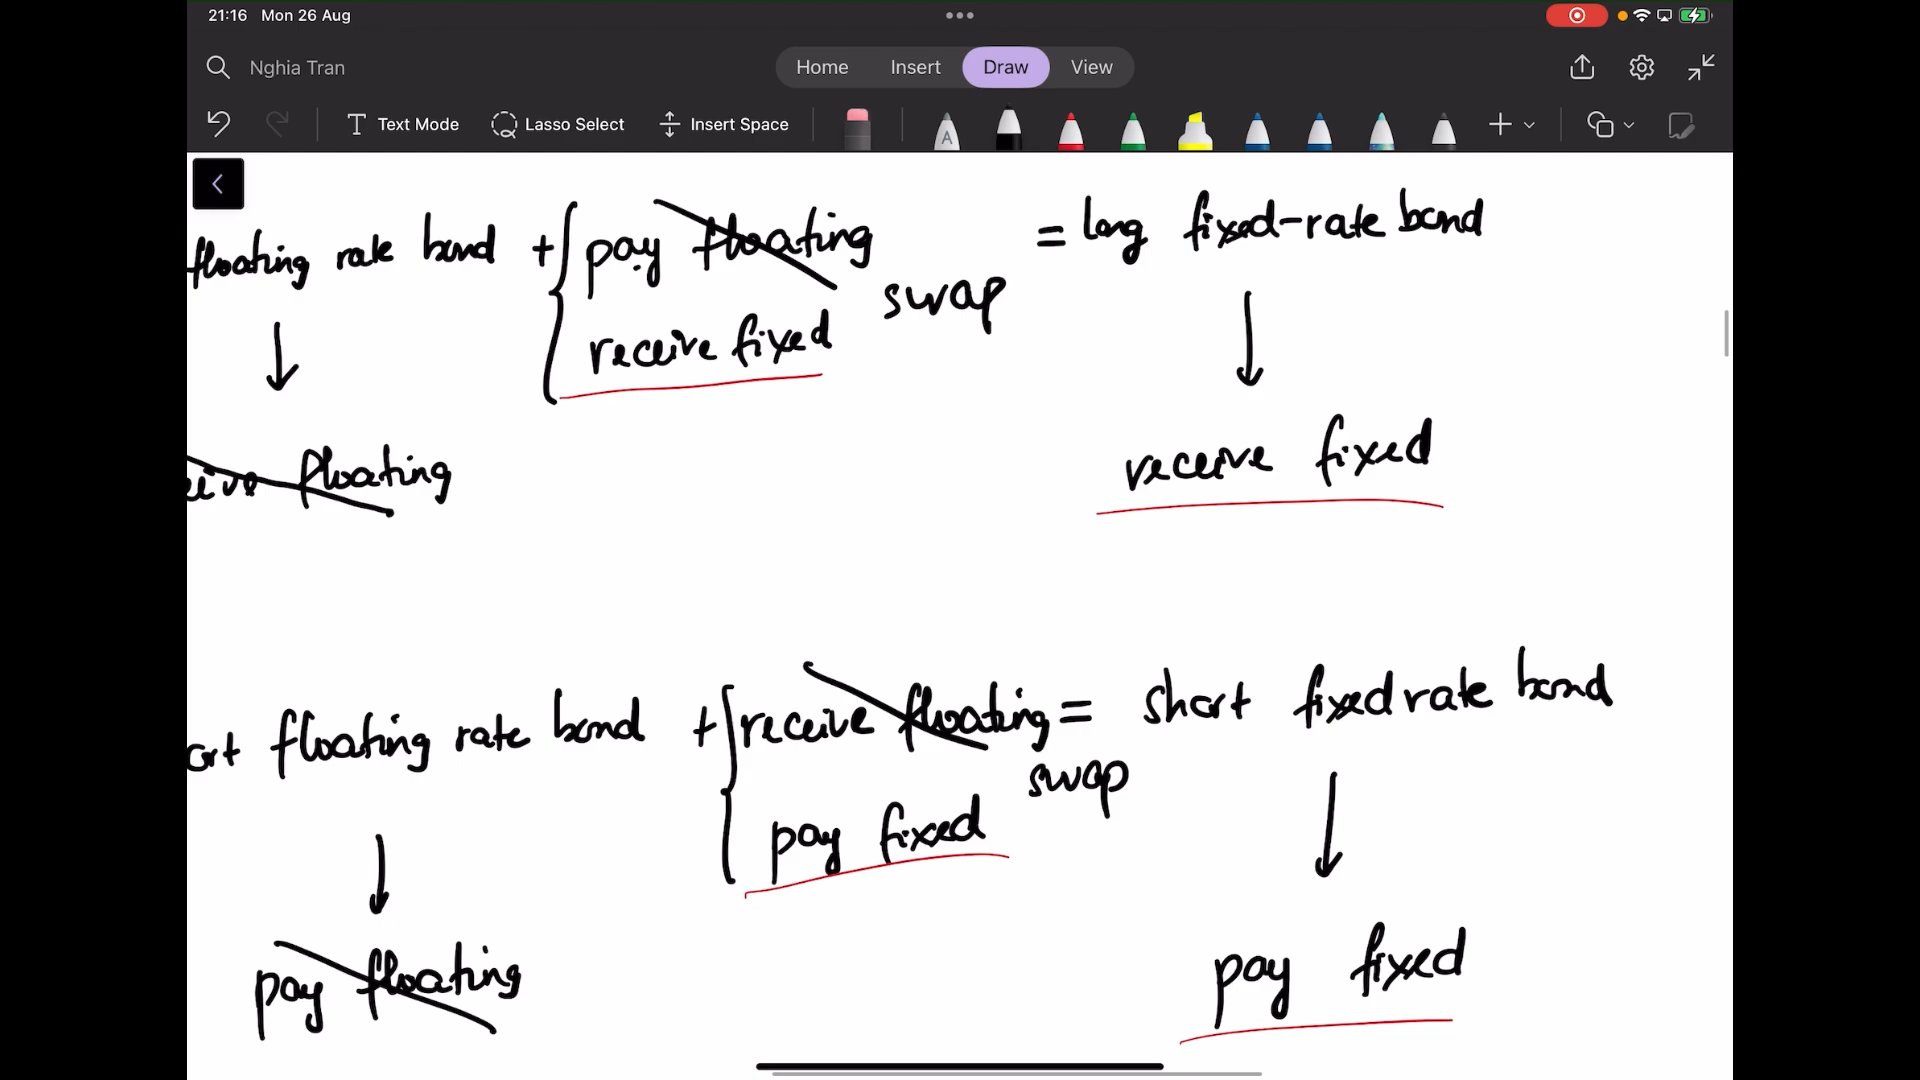 21:16 Mon 26 Aug
Nghia Tran
Home Insert Draw View
Text Mode Lasso Select Insert Space
A
floating rate bond + pay floating = long fixed-rate bond
swap
receive fixed
receive fixed
eive floating
ort floating rate bond + receive floating = short fixed rate bond
swap
pay fixed
pay floating
pay fixed